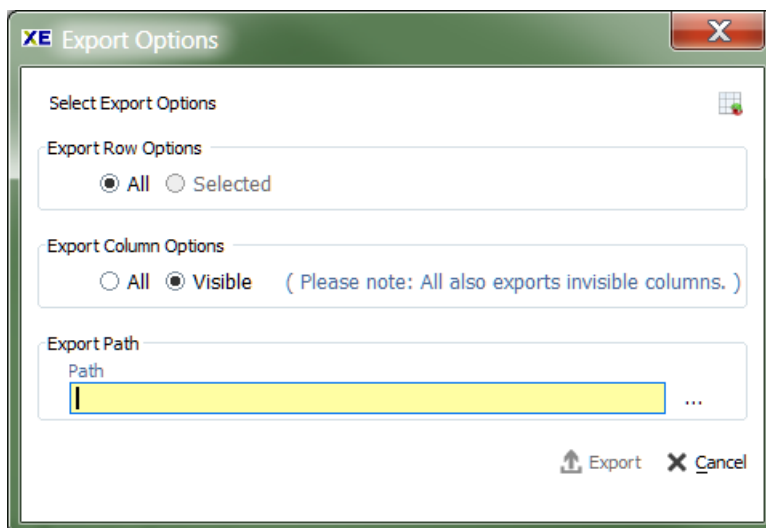 XE Export Options
X
Select Export Options
Export Row Options
All Selected
Export Column Options
All Visible ( Please note: All also exports invisible columns. )
Export Path
Path
...
Export Cancel